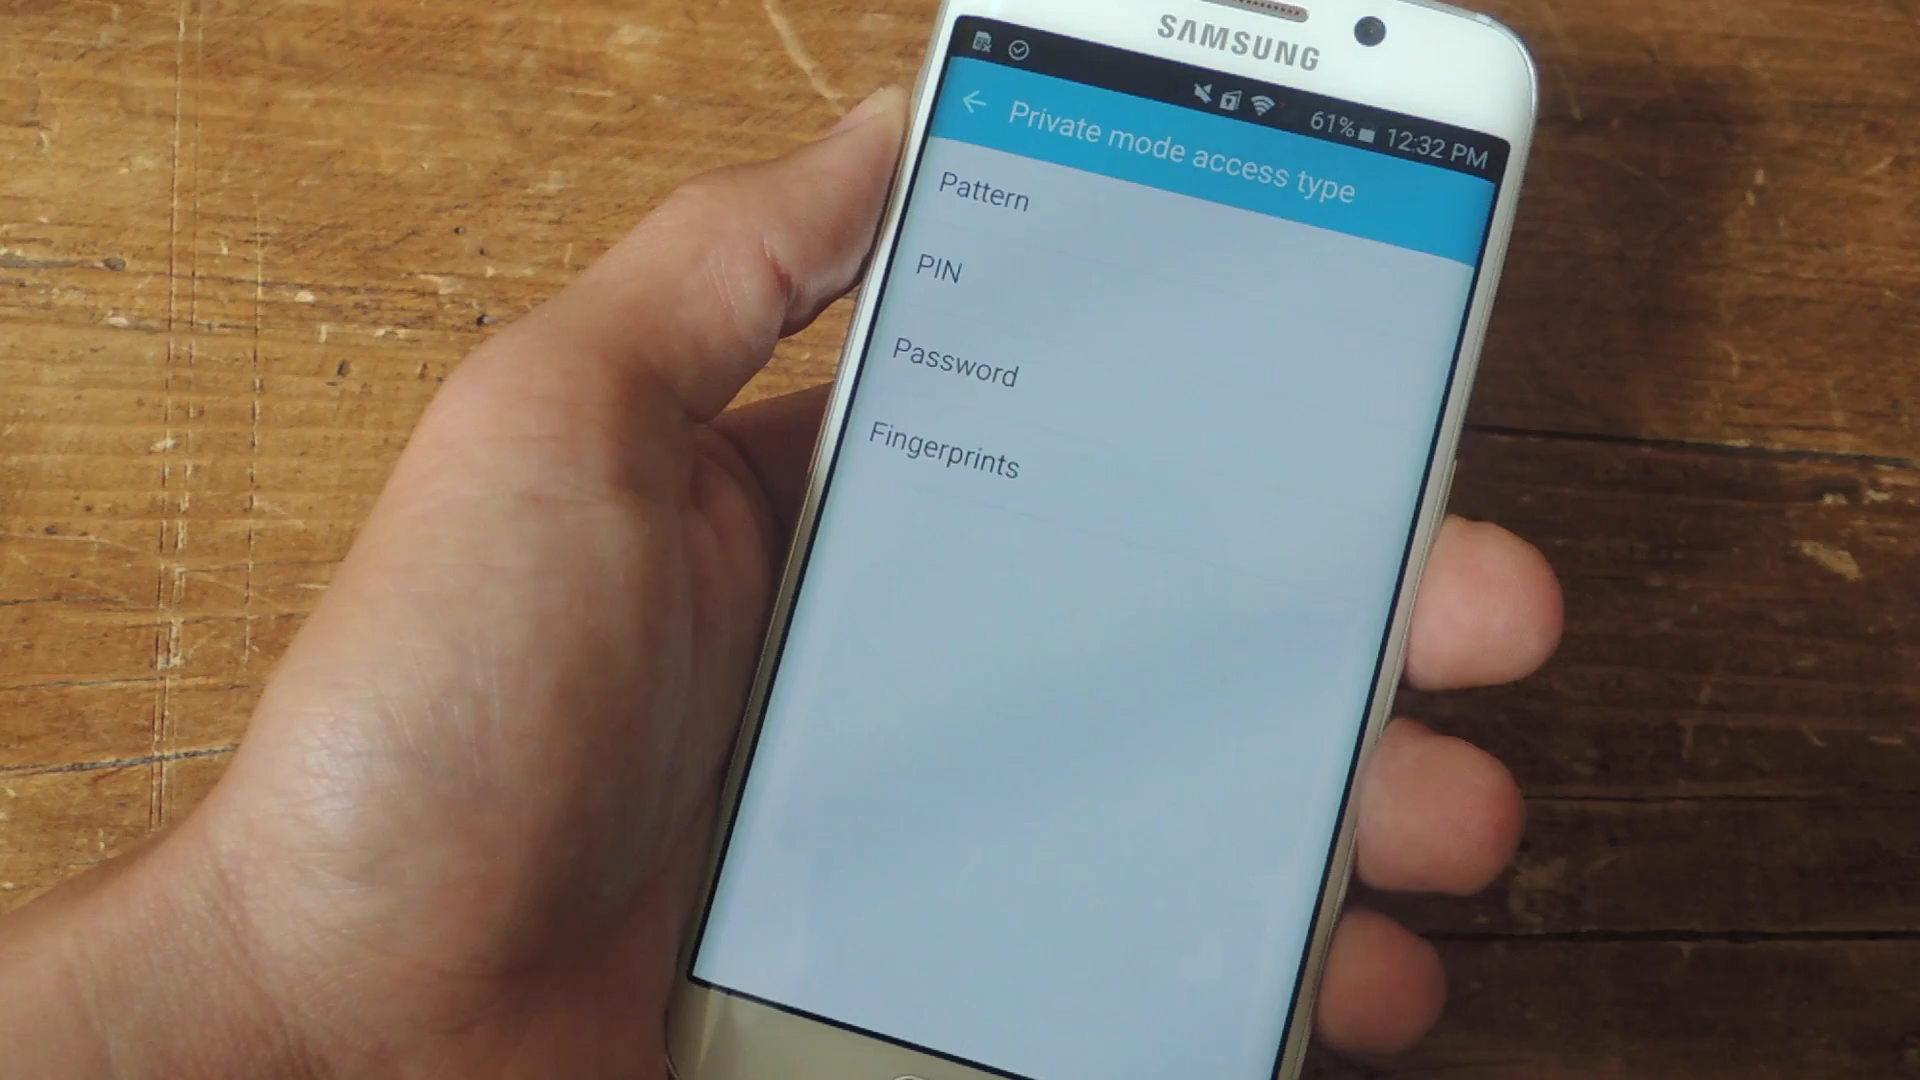 SAMSUNG
61% 12:32 PM
Private mode access type
Pattern
PIN
Password
Fingerprints